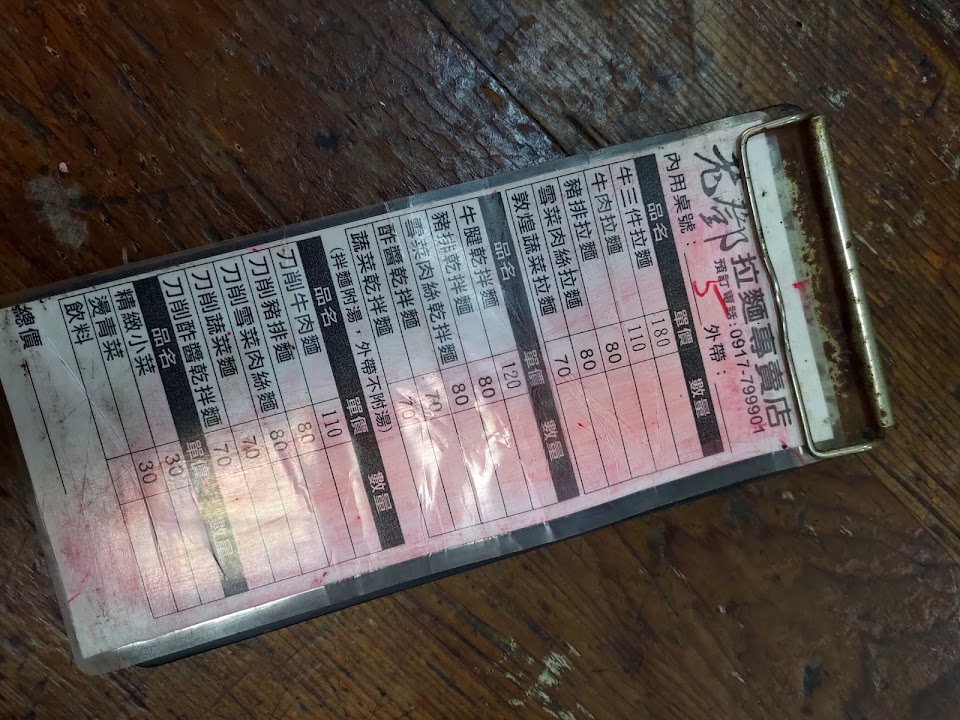 老鄧拉麵專賣店
預訂電話:0917-799901
內用桌號: 5 外帶:
品名 單價 數量
牛三件拉麵 180
牛肉拉麵 110
豬排拉麵 80
雪菜肉絲拉麵 80
敦煌蔬菜拉麵 70
品名 單價 數量
牛腱乾拌麵 120
豬排乾拌麵 80
雪菜肉絲乾拌麵 80
酢醬乾拌麵 70
蔬菜乾拌麵
(拌麵附湯,外帶不附湯)
品名 單價 數量
刀削牛肉麵 110
刀削豬排麵 80
刀削雪菜肉絲麵 80
刀削蔬菜麵 70
刀削酢醬乾拌麵 70
品名 單價 數量
精緻小菜 30
燙青菜 30
飲料
總價